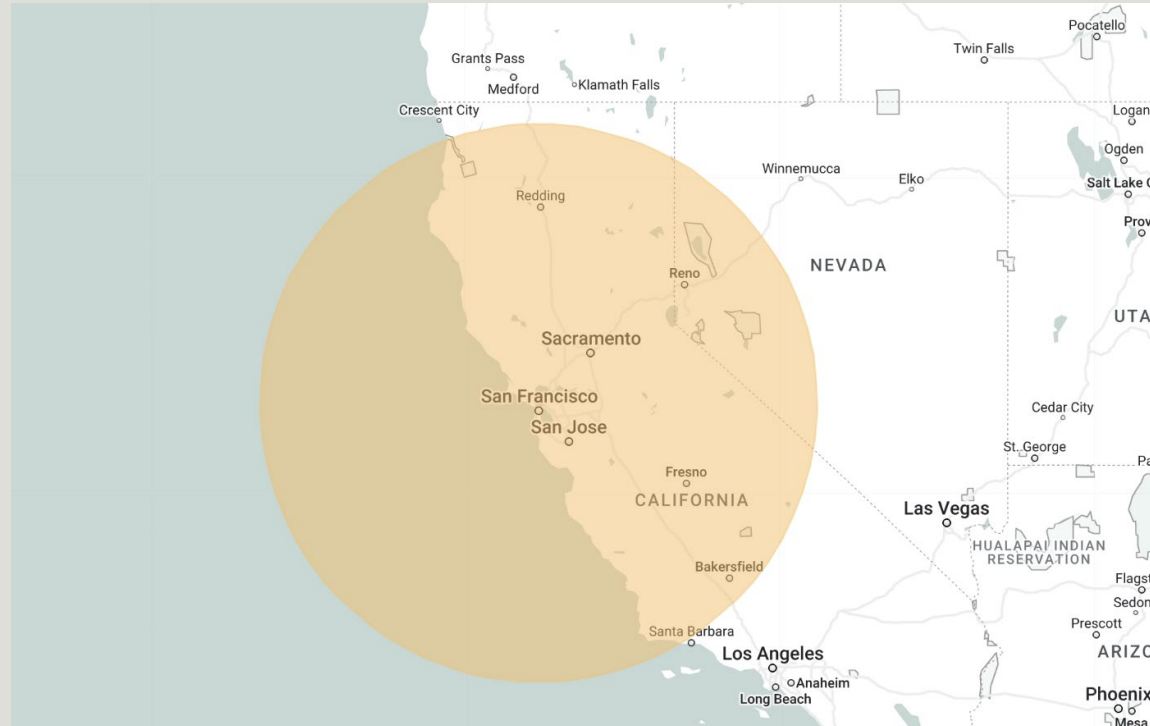 Pocatello
Twin Falls
Grants Pass
Medford
Klamath Falls
Crescent City
Logan
Ogden
Winnemucca
Elko
Salt Lake C
Redding
Prov
NEVADA
Reno
UTA
Sacramento
San Francisco
San Jose
Cedar City
St. George
Pa
Fresno
CALIFORNIA
Las Vegas
HUALAPAI INDIAN
RESERVATION
Bakersfield
Flagst
Sedon
Santa Barbara
Prescott
Los Angeles
ARIZO
Anaheim
Long Beach
Phoenix
Mesa